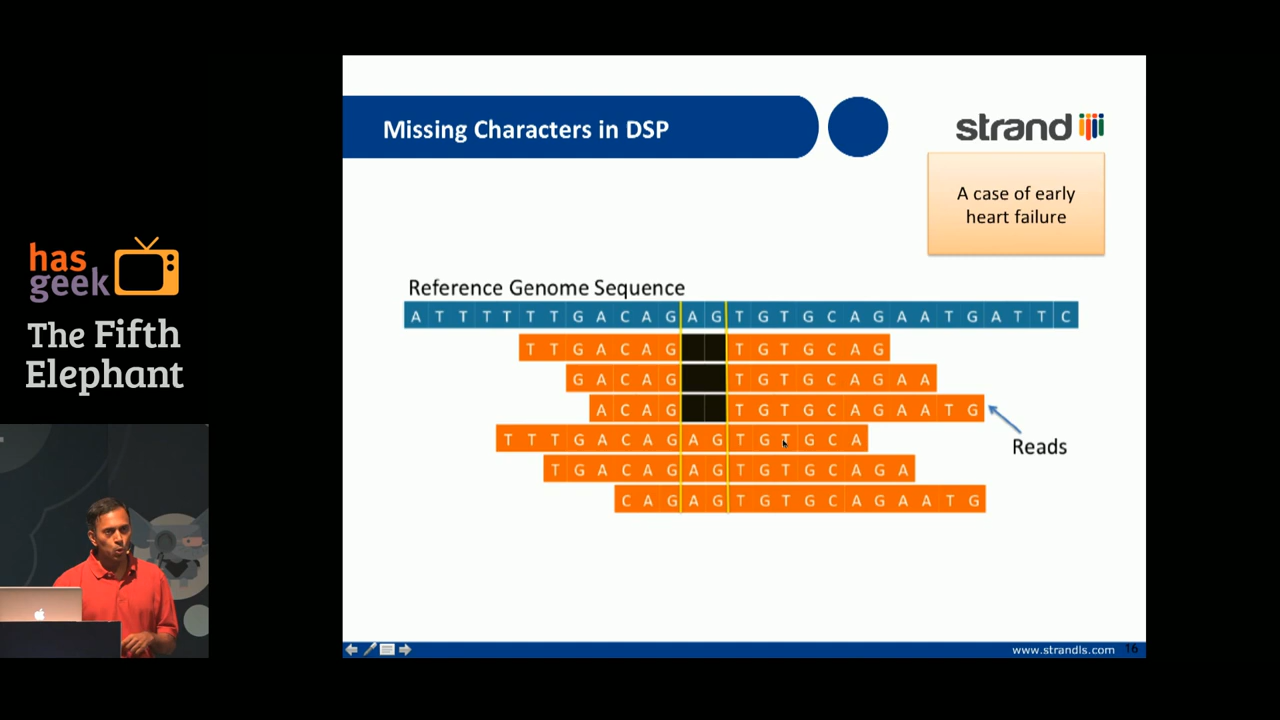 has
geek
The Fifth
Elephant
Missing Characters in DSP
strand
A case of early
heart failure
Reference Genome Sequence
A T T T T T T G A C A G A G T G T G C A G A A T G A T T C
T T G A C A G T G T G C A G
G A C A G T G T G C A G A A
A C A G T G T G C A G A A T G
T T T G A C A G A G T G T G C A
T G A C A G A G T G T G C A G A
C A G A G T G T G C A G A A T G
Reads
www.strandls.com 16